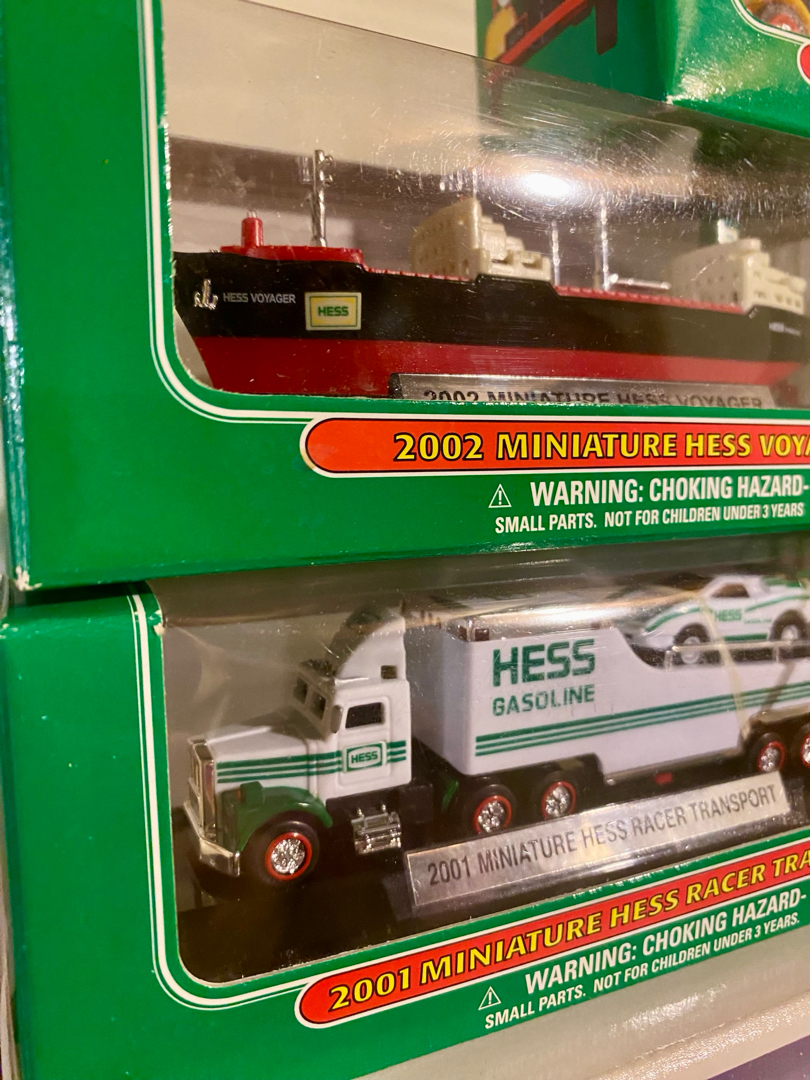 HESS VOYAGER
HESS
HESS
2002 MINIATURE HESS VOYAGER
2002 MINIATURE HESS VOYA
⚠ WARNING: CHOKING HAZARD-
SMALL PARTS. NOT FOR CHILDREN UNDER 3 YEARS
HESS
HESS
GASOLINE
HESS
2001 MINIATURE HESS RACER TRANSPORT
2001 MINIATURE HESS RACER TRA
⚠ WARNING: CHOKING HAZARD-
SMALL PARTS. NOT FOR CHILDREN UNDER 3 YEARS.